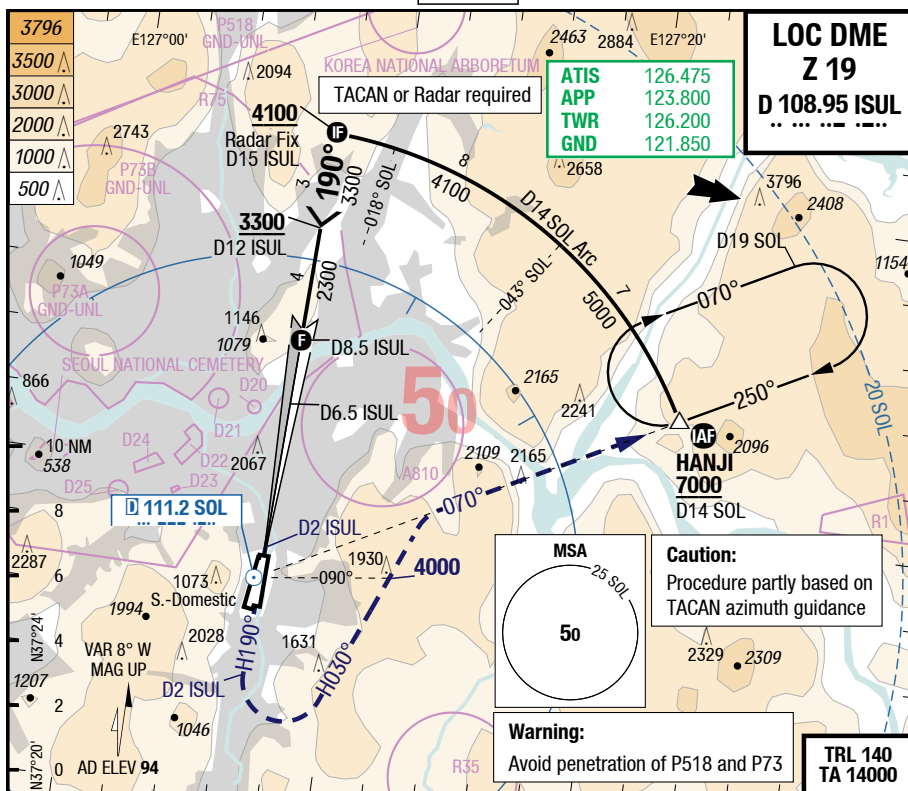 3796
3500
3000
2000
1000
500
E127°00'
P518
GND-UNL
2463
2884
E127°20'
KOREA NATIONAL ARBORETUM
2094
R75
TACAN or Radar required
ATIS 126.475
APP 123.800
TWR 126.200
GND 121.850
LOC DME
Z 19
D 108.95 ISUL
2743
P73B
GND-UNL
4100
Radar Fix
D15 ISUL
IF
190°
3
3300
018° SOL
8
4100
2658
D14 SOL Arc
3796
2408
D19 SOL
3300
D12 ISUL
1049
P73A
GND-UNL
4
2300
043° SOL
7
5000
070°
1154
1146
1079
F
D8.5 ISUL
SEOUL NATIONAL CEMETERY
866
D20
D21
D6.5 ISUL
50
2165
2241
250°
20 SOL
10 NM
538
D24
D22
D23
D25
2067
A810
2109
2165
IAF
2096
HANJI
7000
D14 SOL
D 111.2 SOL
D2 ISUL
070°
R1
8
2287
6
1073
S.-Domestic
090°
1930
4000
MSA
25 SOL
50
Caution:
Procedure partly based on
TACAN azimuth guidance
1994
N37°24'
4
2028
H190°
1631
H030°
2329
2309
VAR 8° W
MAG UP
1207
D2 ISUL
2
1046
N37°20'
0
AD ELEV 94
R35
Warning:
Avoid penetration of P518 and P73
TRL 140
TA 14000